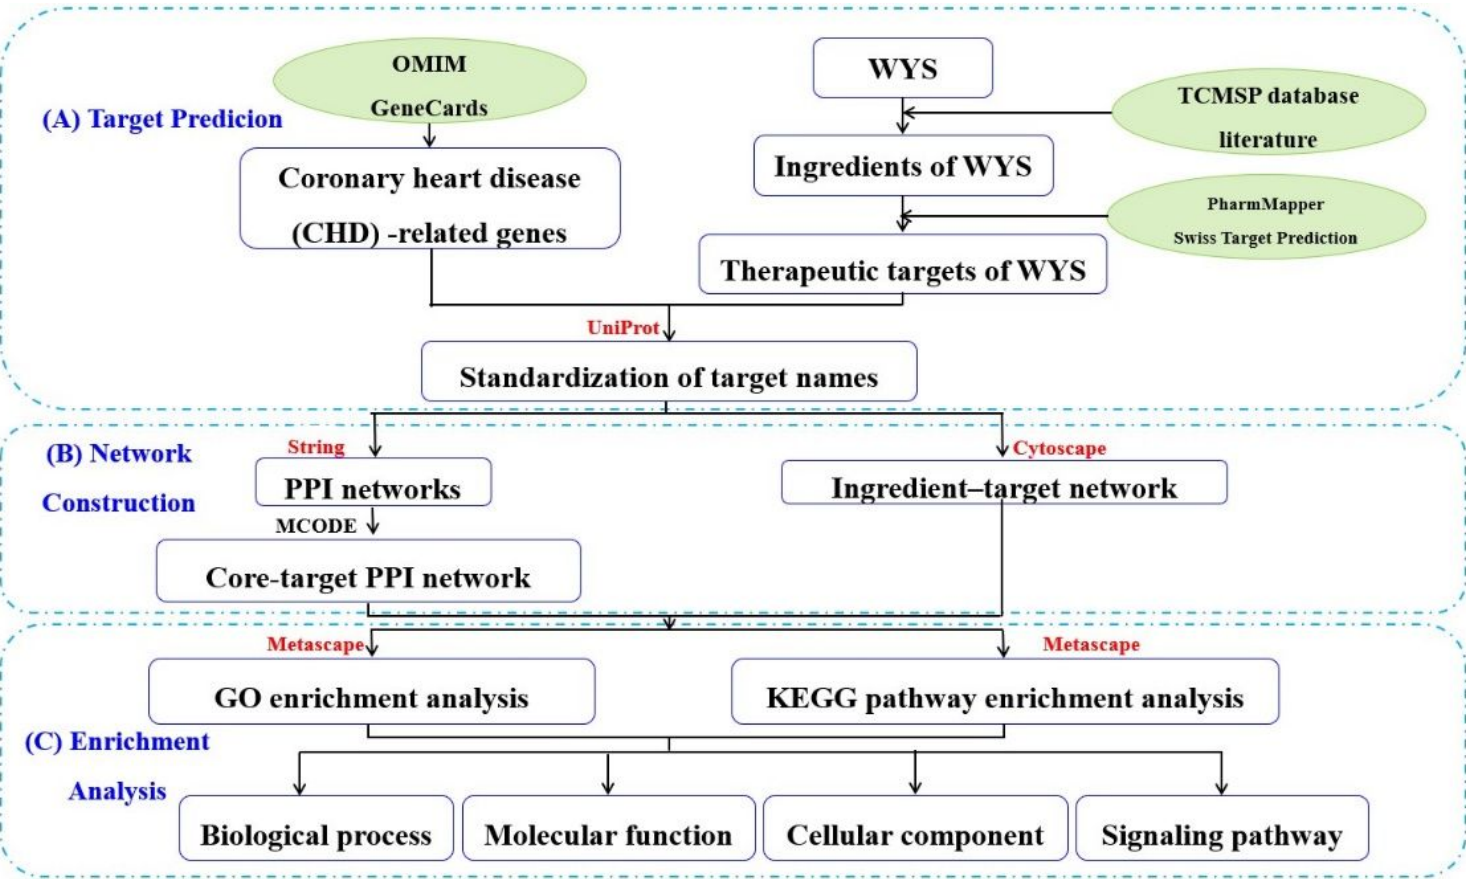 (A) Target Predicion
OMIM
GeneCards
Coronary heart disease
(CHD) -related genes
WYS
TCMSP database
literature
Ingredients of WYS
PharmMapper
Swiss Target Prediction
Therapeutic targets of WYS
UniProt
Standardization of target names
(B) Network
Construction
String
PPI networks
MCODE
Core-target PPI network
Cytoscape
Ingredient–target network
(C) Enrichment
Analysis
Metascape
GO enrichment analysis
Metascape
KEGG pathway enrichment analysis
Biological process
Molecular function
Cellular component
Signaling pathway